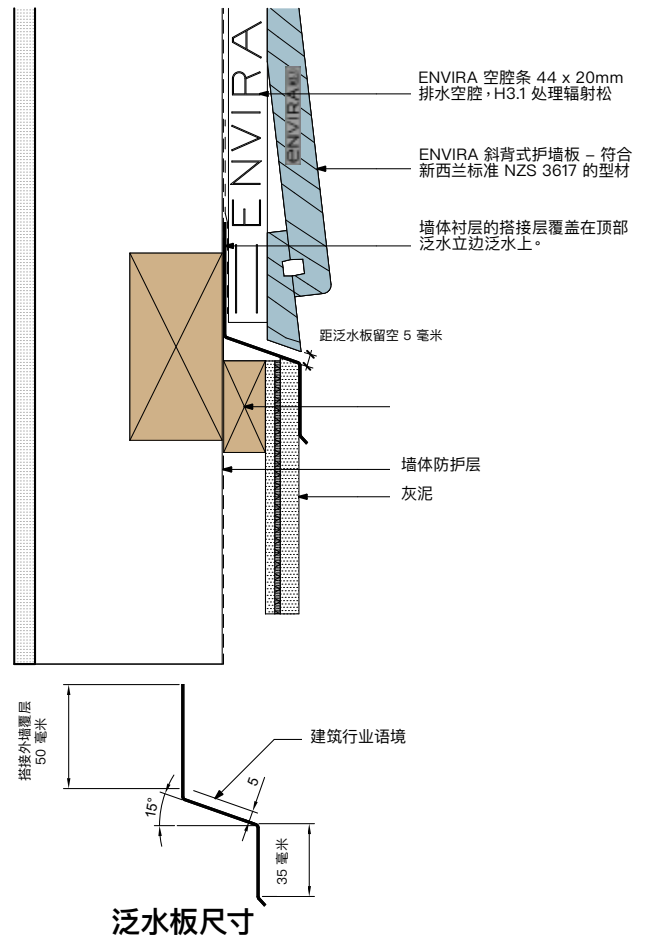 ENVIRA
ENVIRA
ENVIRA 空腔条 44 x 20mm
排水空腔，H3.1 处理辐射松
ENVIRA 斜背式护墙板 – 符合
新西兰标准 NZS 3617 的型材
墙体衬层的搭接层覆盖在顶部
泛水立边泛水上。
距泛水板留空 5 毫米
墙体防护层
灰泥
搭接外墙覆层
50 毫米
建筑行业语境
5
15°
35 毫米
泛水板尺寸